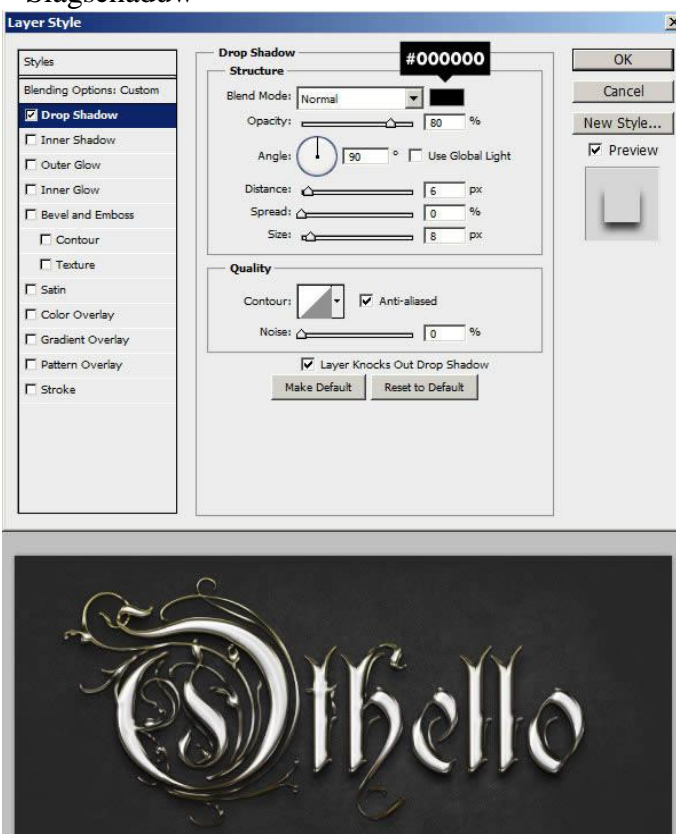 Slagschaduw
Layer Style
Styles
Blending Options: Custom
Drop Shadow
Inner Shadow
Outer Glow
Inner Glow
Bevel and Emboss
Contour
Texture
Satin
Color Overlay
Gradient Overlay
Pattern Overlay
Stroke
Drop Shadow
Structure
#000000
Blend Mode: Normal
Opacity: 80 %
Angle: 90 ° Use Global Light
Distance: 6 px
Spread: 0 %
Size: 8 px
Quality
Contour: Anti-aliased
Noise: 0 %
Layer Knocks Out Drop Shadow
Make Default Reset to Default
OK
Cancel
New Style...
Preview
Othello